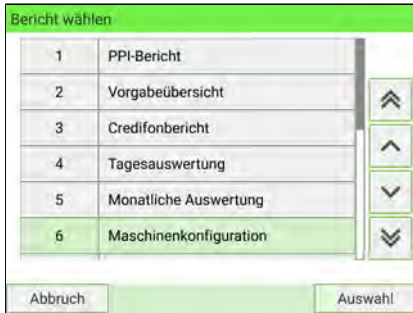 Bericht wählen
1 PPI-Bericht
2 Vorgabeübersicht
3 Credifonbericht
4 Tagesauswertung
5 Monatliche Auswertung
6 Maschinenkonfiguration
Abbruch Auswahl